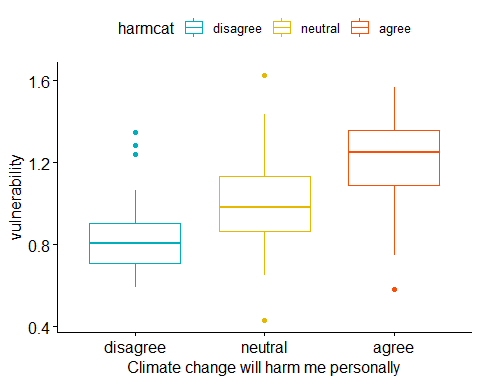 harmcat disagree neutral agree
1.6
1.2
0.8
0.4
vulnerability
disagree neutral agree
Climate change will harm me personally